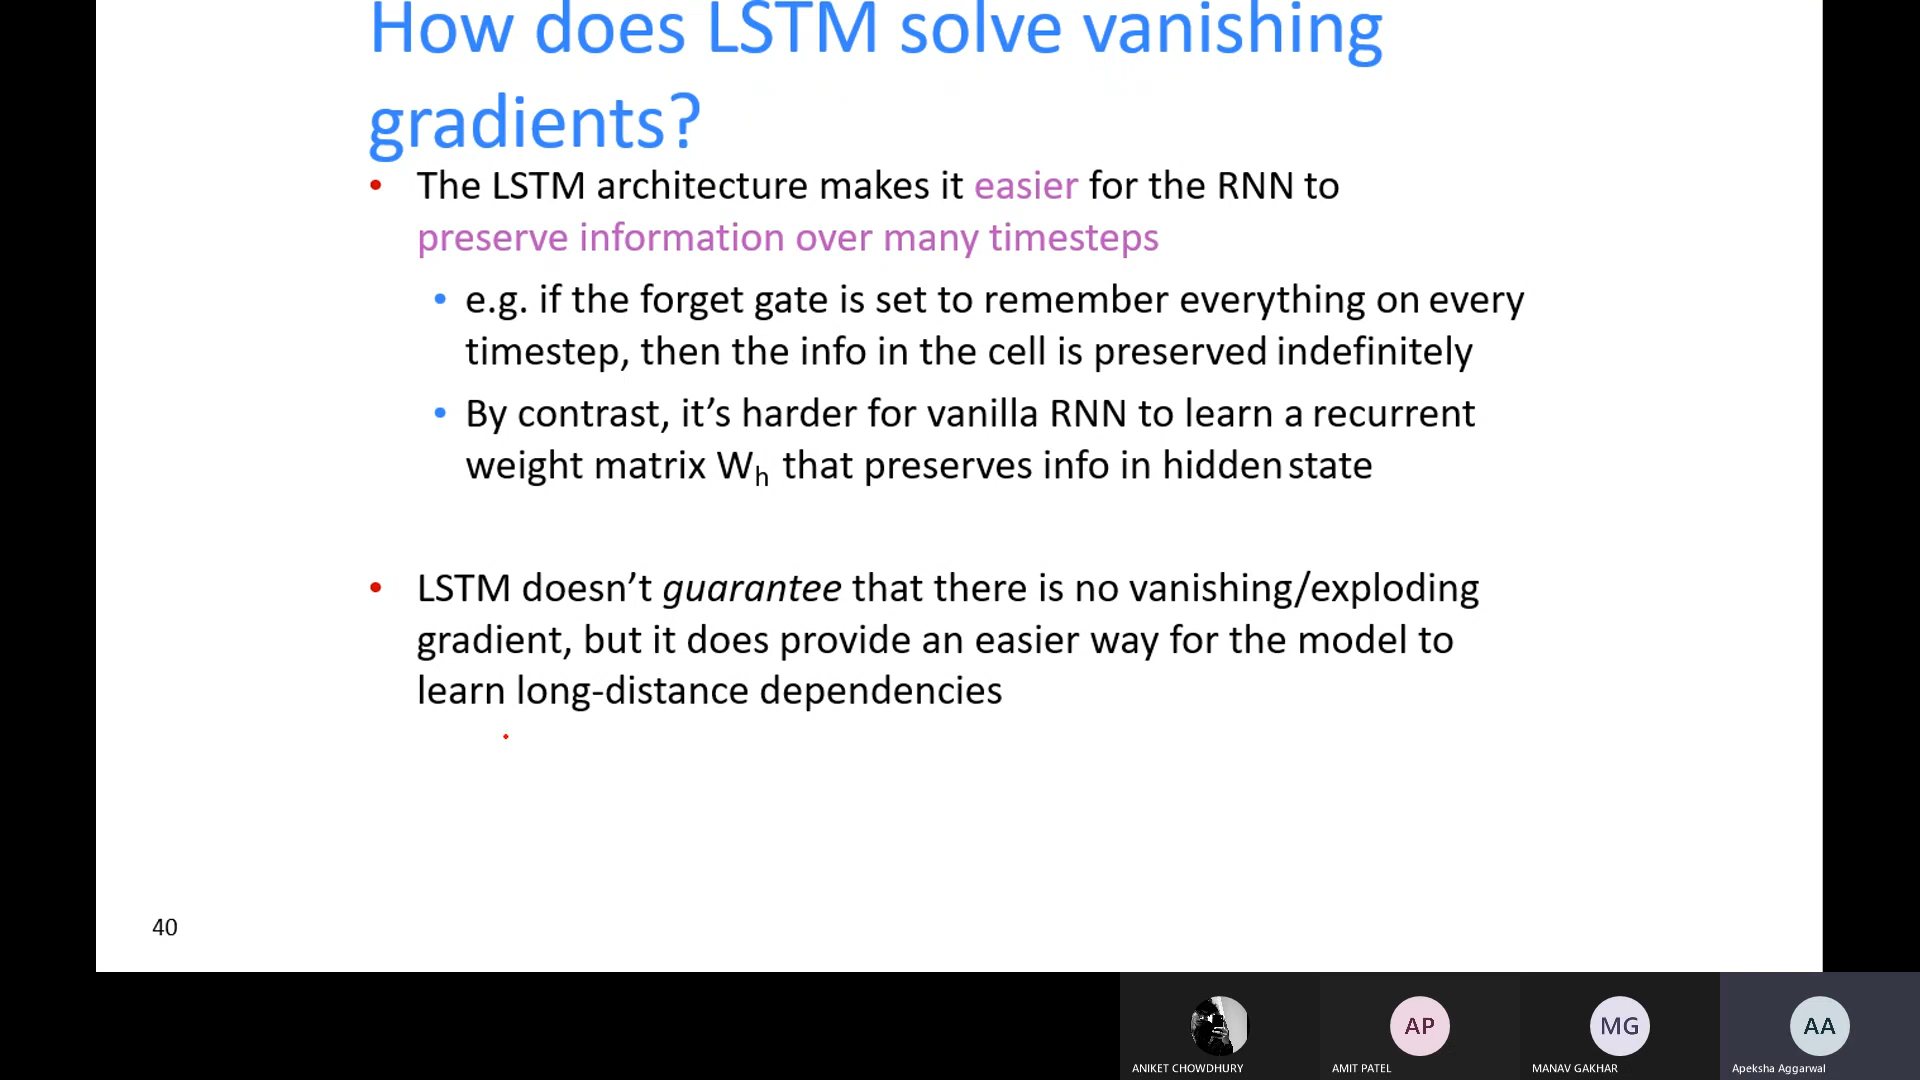 How does LSTM solve vanishing
gradients?
• The LSTM architecture makes it easier for the RNN to
preserve information over many timesteps
• e.g. if the forget gate is set to remember everything on every
timestep, then the info in the cell is preserved indefinitely
• By contrast, it’s harder for vanilla RNN to learn a recurrent
weight matrix Wh that preserves info in hidden state
• LSTM doesn’t guarantee that there is no vanishing/exploding
gradient, but it does provide an easier way for the model to
learn long-distance dependencies
40
AP
MG
AA
ANIKET CHOWDHURY
AMIT PATEL
MANAV GAKHAR
Apeksha Aggarwal